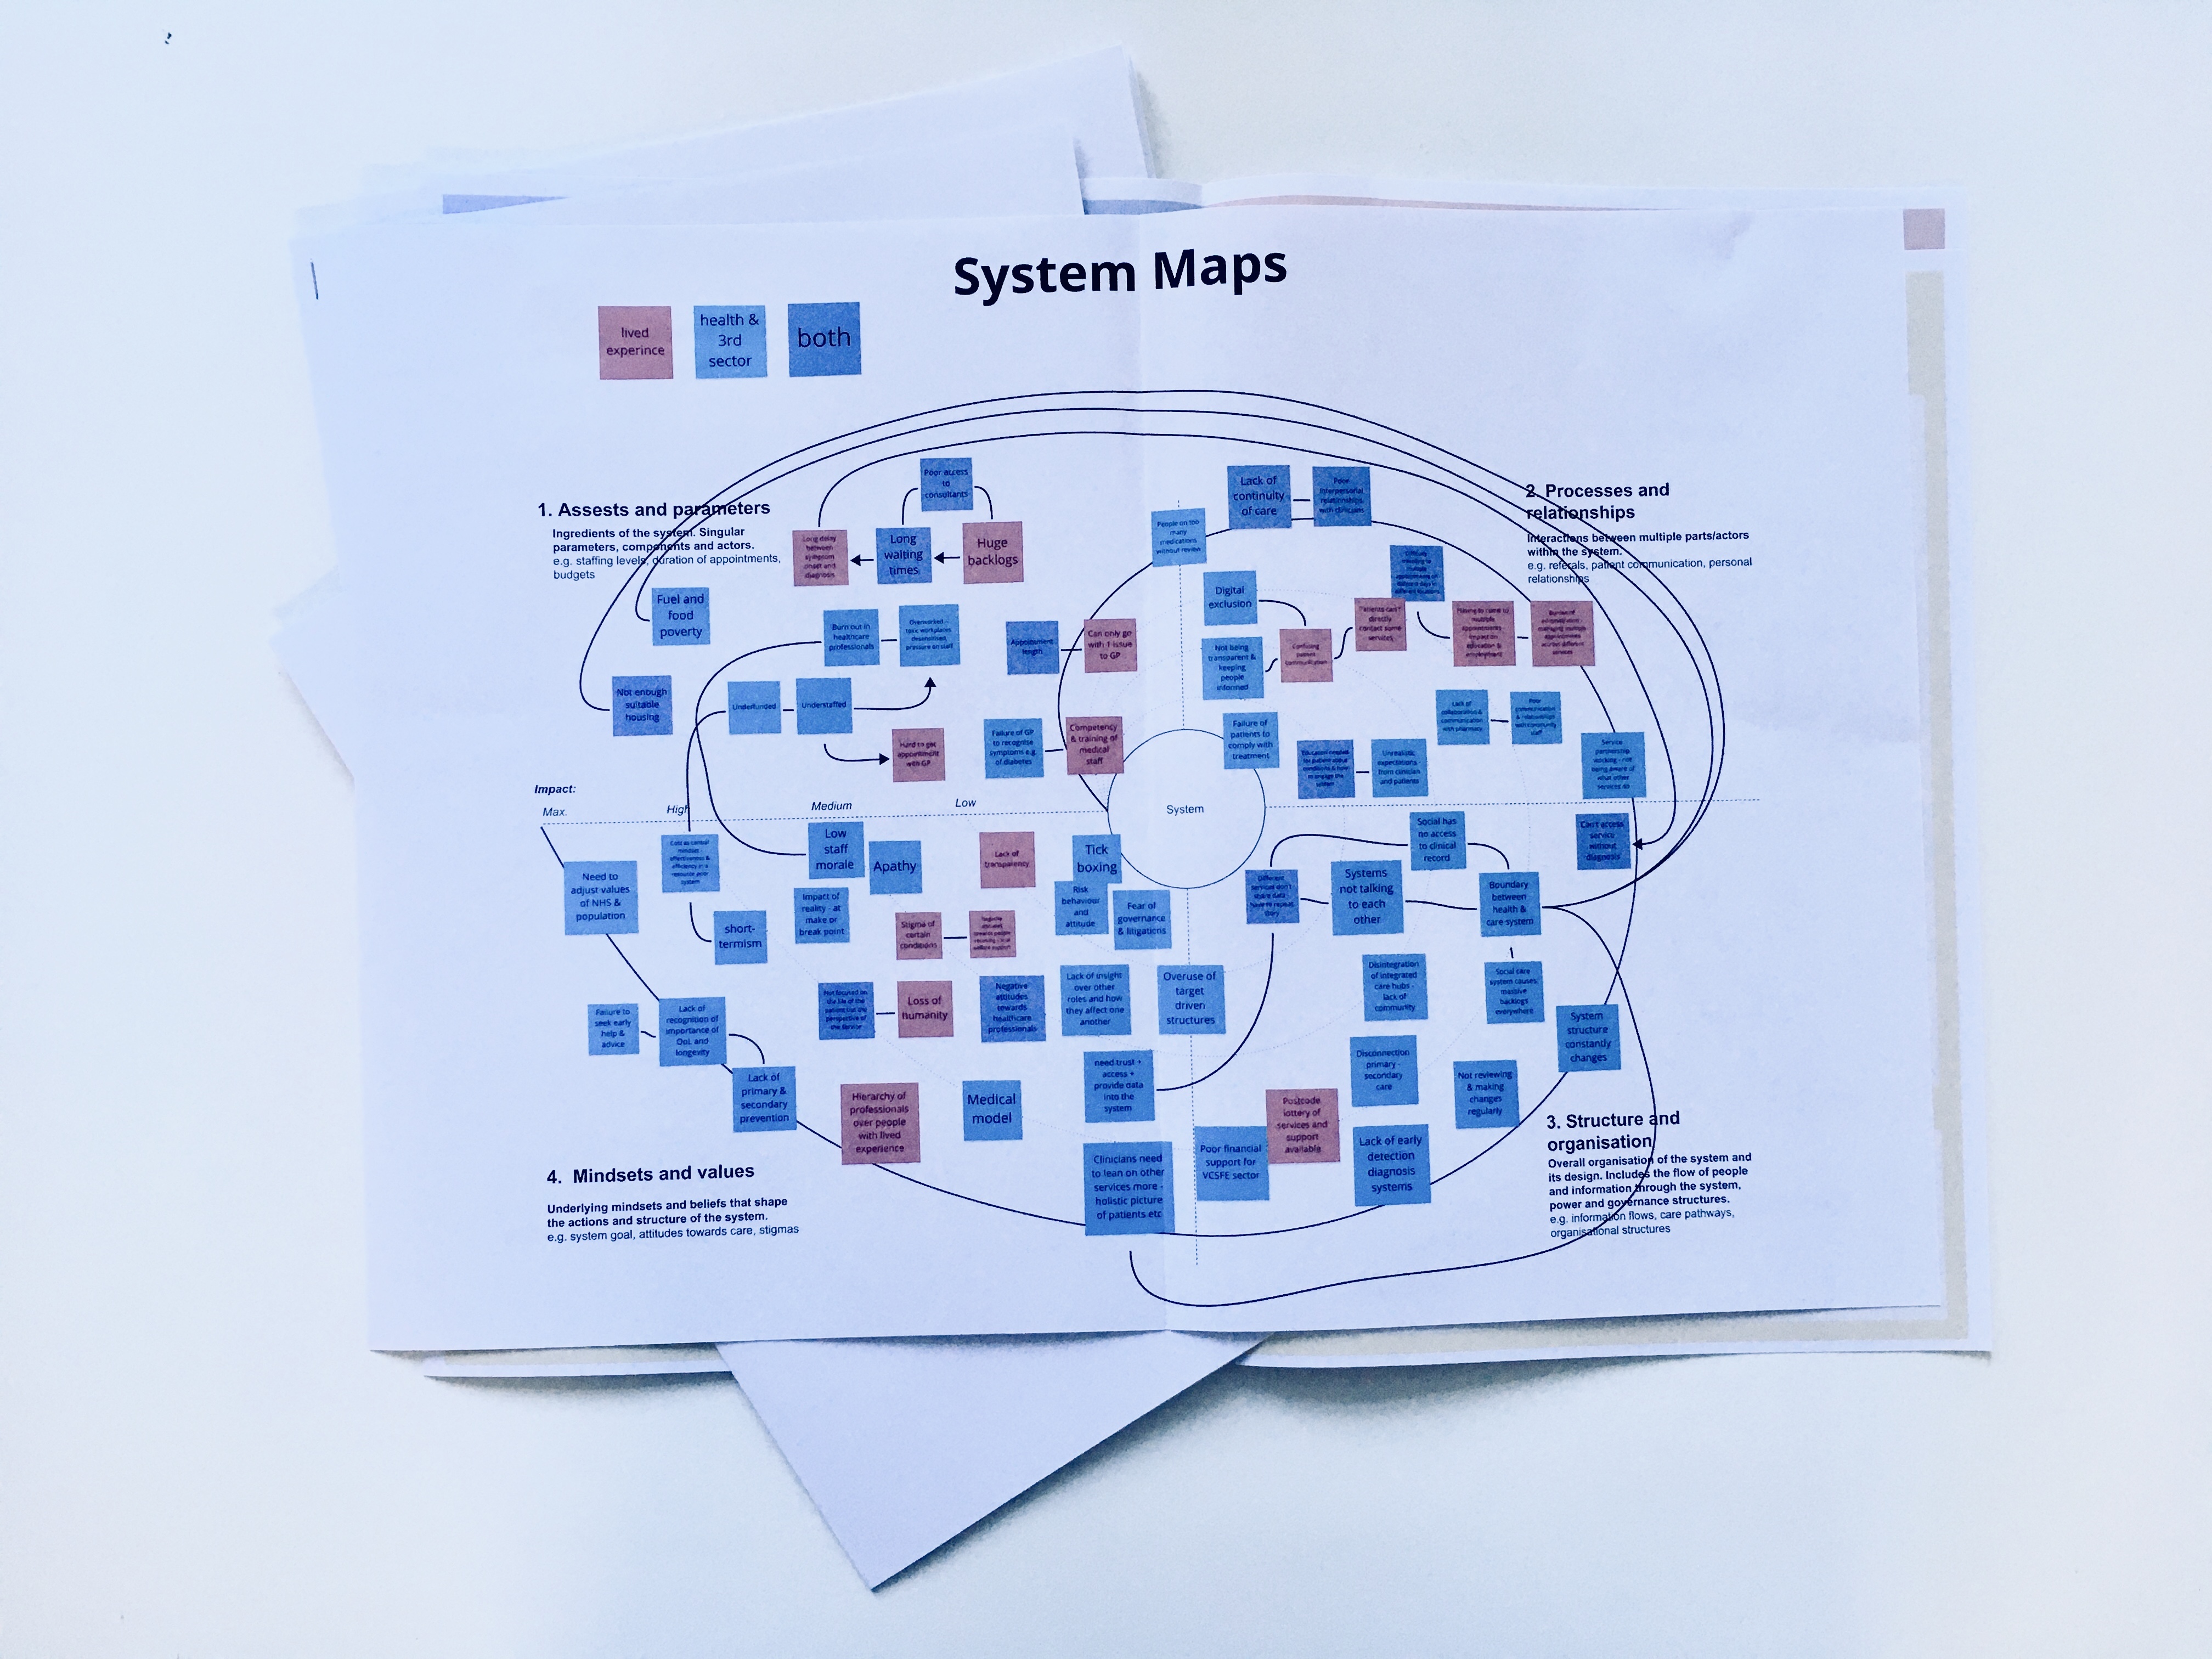 System Maps
lived
experince
health &
3rd
sector
both
1. Assests and parameters
Ingredients of the system. Singular
parameters, components and actors.
e.g. staffing levels, duration of appointments,
budgets
Poor access
to
consultants
Long delay
between
symptom
onset and
diagnosis
Long
waiting
times
Huge
backlogs
Fuel and
food
poverty
Not enough
suitable
housing
Burn out in
healthcare
professionals
Overworked
pressure on staff
Appointment
length
Can only go
with 1 issue
to GP
Underfunded
Understaffed
Hard to get
appointment
with GP
Failure of GP
to recognise
symptoms e.g
of diabetes
Competency
& training of
medical
staff
2. Processes and
relationships
Interactions between multiple parts/actors
within the system.
e.g. referals, patient communication, personal
relationships
People on too
many
medications
without review
Lack of
continuity
of care
Poor
interpersonal
relationships
with clinicians
Digital
exclusion
Not being
transparent &
keeping
people
informed
Confusing
patient
communication
directly
contact some
services
Having to
multiple
appointments
impact on
education &
employment
Failure of
patients to
comply with
treatment
Unrealistic
expectations
from clinician
and patients
Lack of
collaboration &
communication
with pharmacy
Poor
communication
& relationships
with community
staff
Service
partnership
working - not
being aware of
what other
services do
Impact:
Max.
High
Medium
Low
System
Need to
adjust values
of NHS &
population
short-
termism
Low
staff
morale
Apathy
Impact of
reality - at
make or
break point
Lack of
transparency
Tick
boxing
Risk
behaviour
and
attitude
Fear of
governance
& litigations
Stigma of
certain
conditions
Failure to
seek early
help &
advice
Lack of
recognition of
importance of
QoL and
longevity
Lack of
primary &
secondary
prevention
Not focused on
the life of the
patient but the
perspective of
the service
Loss of
humanity
Negative
attitudes
towards
healthcare
professionals
Lack of insight
over other
roles and how
they affect one
another
Overuse of
target
driven
structures
Hierarchy of
professionals
over people
with lived
experience
Medical
model
need trust +
access +
provide data
into the
system
Clinicians need
to lean on other
services more -
holistic picture
of patients etc
4. Mindsets and values
Underlying mindsets and beliefs that shape
the actions and structure of the system.
e.g. system goal, attitudes towards care, stigmas
Can't access
service
without
diagnosis
Social has
no access
to clinical
record
Different
services don't
share data -
have to repeat
story
Systems
not talking
to each
other
Boundary
between
health &
care system
Disintegration
of integrated
care hubs -
lack of
community
Social care
system causes
massive
backlogs
everywhere
System
structure
constantly
changes
Disconnection
primary -
secondary
care
Not reviewing
& making
changes
regularly
Postcode
lottery of
services and
support
available
Poor financial
support for
VCSFE sector
Lack of early
detection
diagnosis
systems
3. Structure and
organisation
Overall organisation of the system and
its design. Includes the flow of people
and information through the system,
power and governance structures.
e.g. information flows, care pathways,
organisational structures